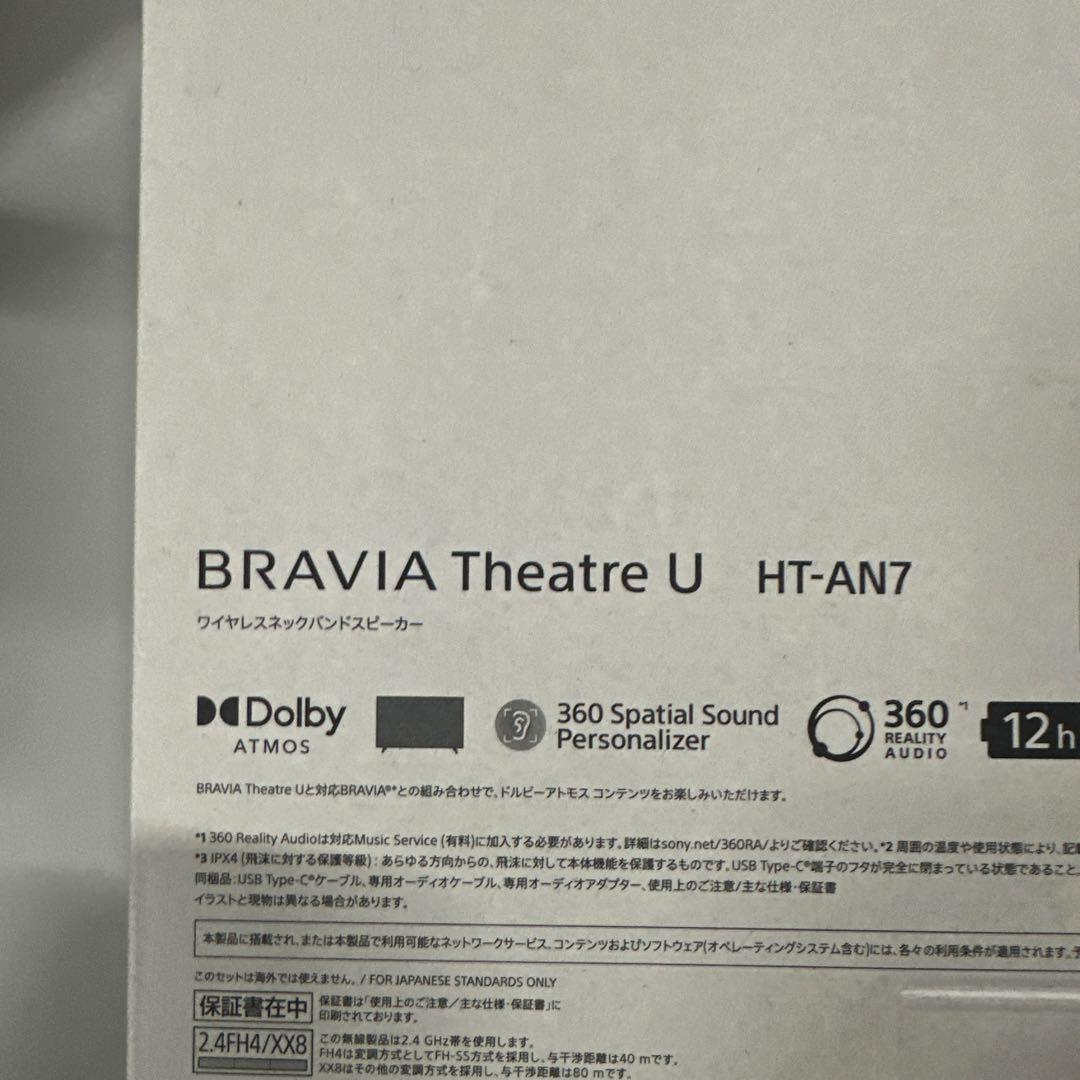 BRAVIA Theatre U HT-AN7
ワイヤレスネックバンドスピーカー
Dolby
ATMOS
360 Spatial Sound
Personalizer
360 *1
REALITY
AUDIO
12h
BRAVIA Theatre Uと対応BRAVIA®*との組み合わせで、ドルビーアトモス コンテンツをお楽しみいただけます。
*1 360 Reality Audioは対応Music Service (有料)に加入する必要があります。詳細はsony.net/360RA/よりご確認ください。*2 周囲の温度や使用状態により、記載
*3 IPX4 (飛沫に対する保護等級) : あらゆる方向からの、飛沫に対して本体機能を保護するものです。USB Type-C®端子のフタが完全に閉まっている状態であること。
同梱品:USB Type-C®ケーブル、専用オーディオケーブル、専用オーディオアダプター、使用上のご注意/主な仕様・保証書
イラストと現物は異なる場合があります。
本製品に搭載され、または本製品で利用可能なネットワークサービス、コンテンツおよびソフトウェア(オペレーティングシステム含む)には、各々の利用条件が適用されます。予
このセットは海外では使えません。/ FOR JAPANESE STANDARDS ONLY
保証書在中
保証書は「使用上のご注意/主な仕様・保証書」に
印刷されております。
2.4FH4/XX8
この無線製品は2.4 GHz帯を使用します。
FH4は変調方式としてFH-SS方式を採用し、与干渉距離は40 mです。
XX8はその他の変調方式を採用し、与干渉距離は80 mです。